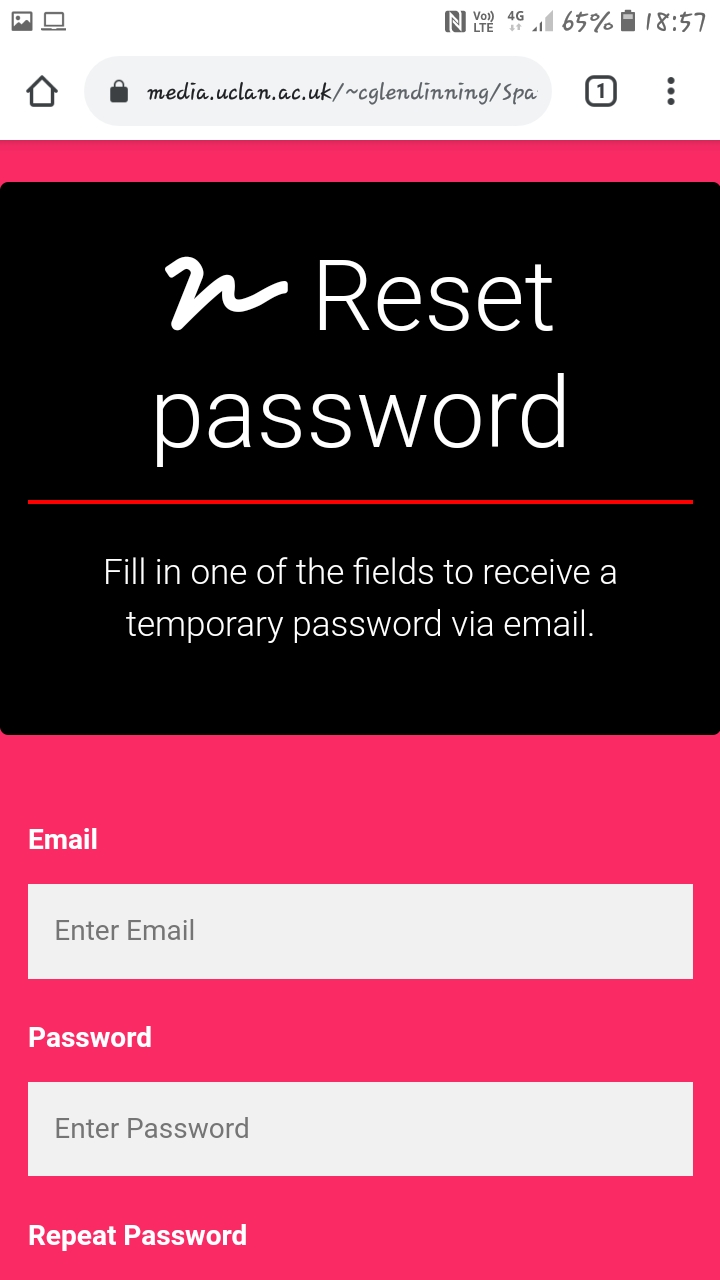 Vo)) LTE 4G 65% 18:57
media.uclan.ac.uk/~cglendinning/Spa
1
Reset
password
Fill in one of the fields to receive a
temporary password via email.
Email
Enter Email
Password
Enter Password
Repeat Password